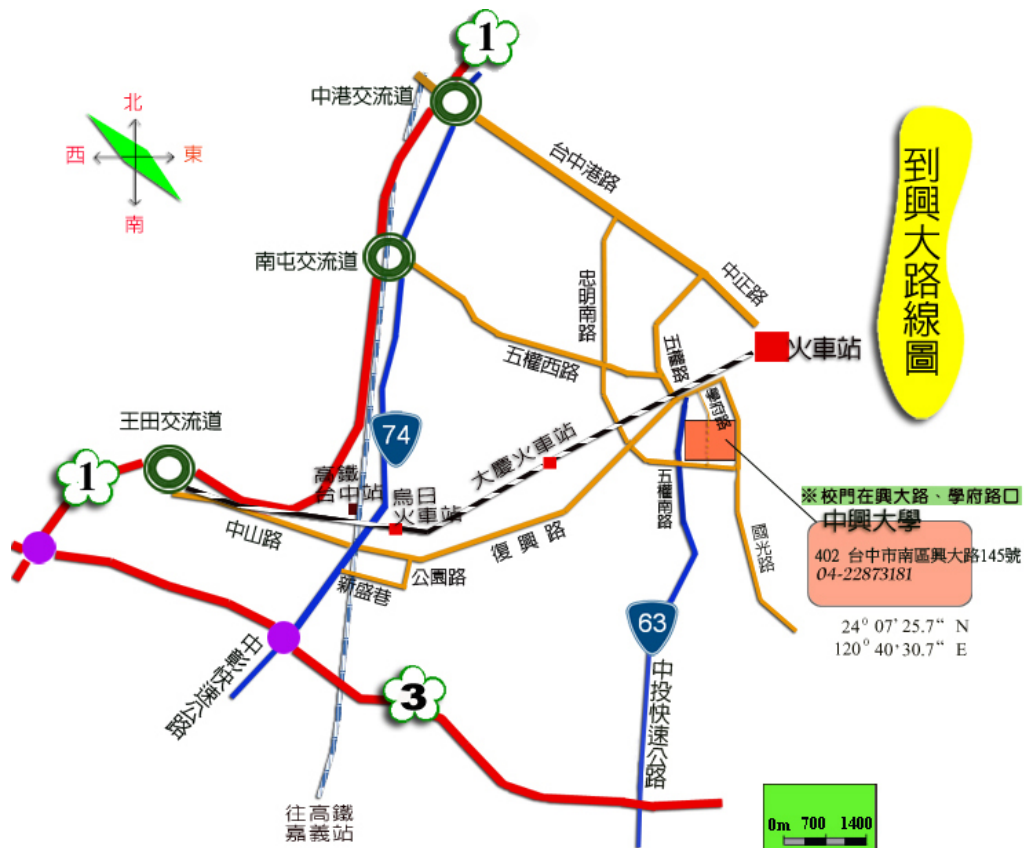 1
中港交流道
北
西
東
南
台中港路
到興大路線圖
南屯交流道
忠明南路
中正路
五權西路
五權路
火車站
學府路
王田交流道
74
1
高鐵
台中站
烏日
火車站
大慶火車站
五權南路
※校門在興大路、學府路口
中興大學
中山路
復興路
國光路
402 台中市南區興大路145號
04-22873181
公園路
新盛巷
63
24° 07' 25.7" N
120° 40' 30.7" E
中彰快速公路
3
中投快速公路
往高鐵
嘉義站
0m 700 1400